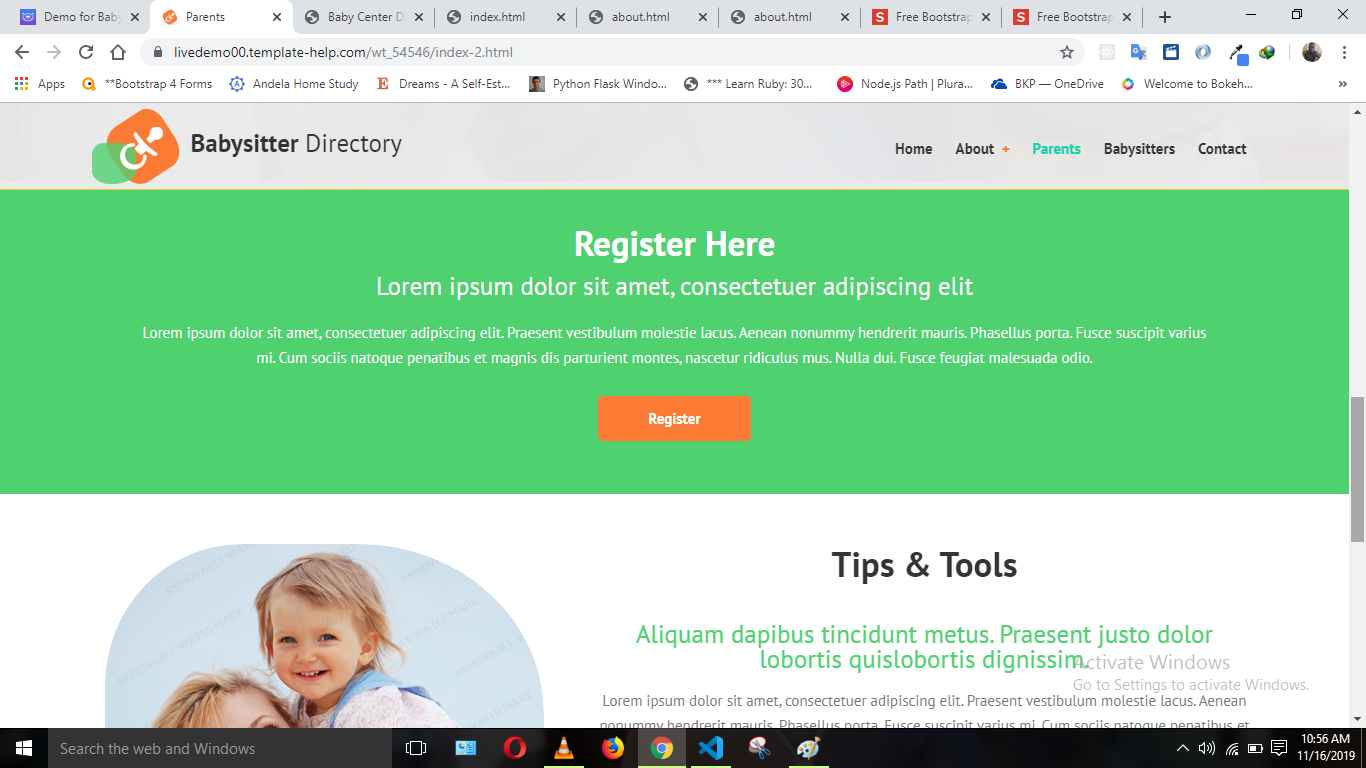 Demo for Baby
Parents
Baby Center D
index.html
about.html
about.html
Free Bootstrap
Free Bootstrap
livedemo00.template-help.com/wt_54546/index-2.html
Apps
**Bootstrap 4 Forms
Andela Home Study
Dreams - A Self-Est...
Python Flask Windo...
*** Learn Ruby: 30...
Node.js Path | Plura...
BKP — OneDrive
Welcome to Bokeh...
Babysitter Directory
Home
About +
Parents
Babysitters
Contact
Register Here
Lorem ipsum dolor sit amet, consectetuer adipiscing elit
Lorem ipsum dolor sit amet, consectetuer adipiscing elit. Praesent vestibulum molestie lacus. Aenean nonummy hendrerit mauris. Phasellus porta. Fusce suscipit varius
mi. Cum sociis natoque penatibus et magnis dis parturient montes, nascetur ridiculus mus. Nulla dui. Fusce feugiat malesuada odio.
Register
REMOVABLE WATERMARK
Tips & Tools
Aliquam dapibus tincidunt metus. Praesent justo dolor
lobortis quislobortis dignissim.
Activate Windows
Go to Settings to activate Windows.
Lorem ipsum dolor sit amet, consectetuer adipiscing elit. Praesent vestibulum molestie lacus. Aenean
nonummy hendrerit mauris. Phasellus porta. Fusce suscipit varius mi. Cum sociis natoque penatibus et
Search the web and Windows
10:56 AM
11/16/2019